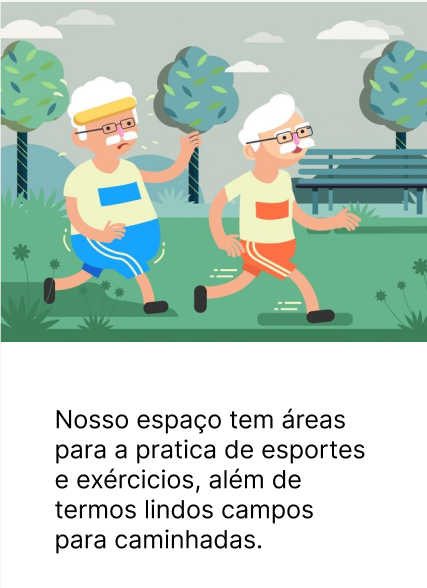 Nosso espaço tem áreas
para a pratica de esportes
e exércicios, além de
termos lindos campos
para caminhadas.